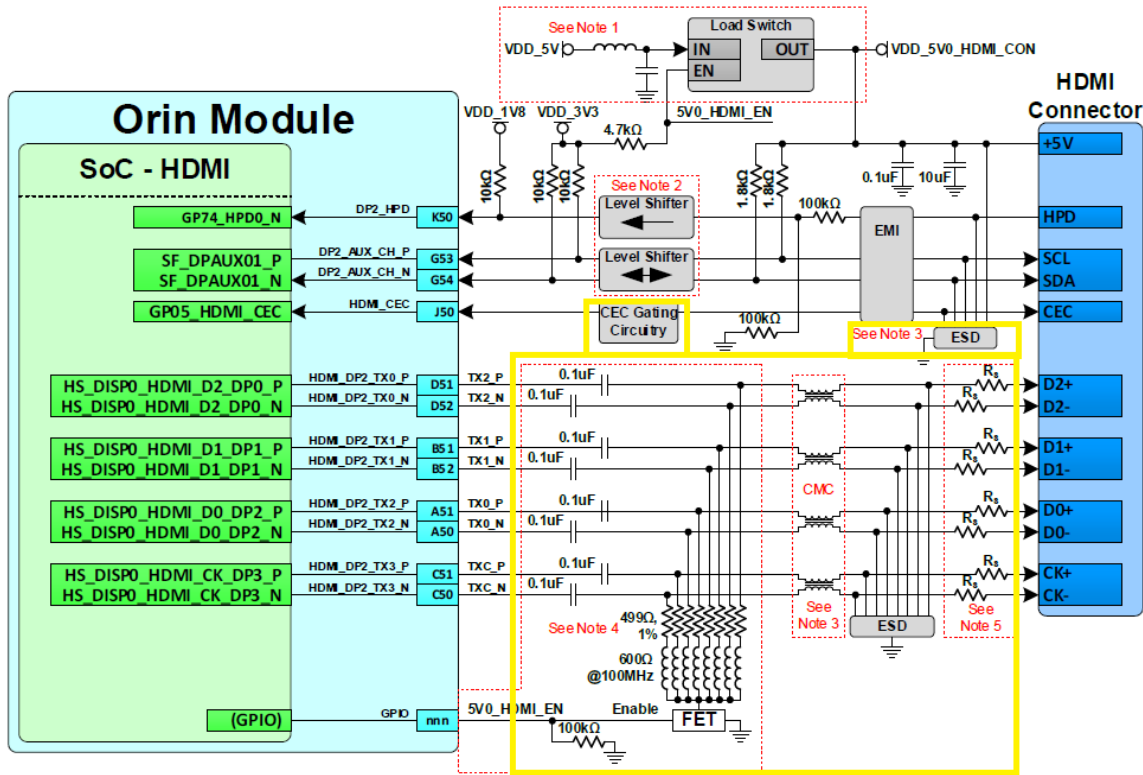 See Note 1
Load Switch
VDD_5V
IN
OUT
VDD_5V0_HDMI_CON
EN
HDMI
Connector
Orin Module
VDD_1V8
VDD_3V3
5V0_HDMI_EN
4.7kΩ
+5V
SoC - HDMI
10kΩ
10kΩ
10kΩ
See Note 2
1.8kΩ
1.8kΩ
0.1uF
10uF
Level Shifter
100kΩ
GP74_HPD0_N
DP2_HPD
K50
EMI
HPD
SF_DPAUX01_P
DP2_AUX_CH_P
G53
Level Shifter
SCL
SF_DPAUX01_N
DP2_AUX_CH_N
G54
SDA
GP05_HDMI_CEC
HDMI_CEC
J50
CEC Gating
Circuitry
100kΩ
CEC
See Note 3
ESD
HS_DISP0_HDMI_D2_DP0_P
HDMI_DP2_TX0_P
D51
TX2_P
0.1uF
Rs
D2+
HS_DISP0_HDMI_D2_DP0_N
HDMI_DP2_TX0_N
D52
TX2_N
0.1uF
Rs
D2-
HS_DISP0_HDMI_D1_DP1_P
HDMI_DP2_TX1_P
B51
TX1_P
0.1uF
Rs
D1+
HS_DISP0_HDMI_D1_DP1_N
HDMI_DP2_TX1_N
B52
TX1_N
0.1uF
Rs
D1-
CMC
HS_DISP0_HDMI_D0_DP2_P
HDMI_DP2_TX2_P
A51
TX0_P
0.1uF
Rs
D0+
HS_DISP0_HDMI_D0_DP2_N
HDMI_DP2_TX2_N
A50
TX0_N
0.1uF
Rs
D0-
HS_DISP0_HDMI_CK_DP3_P
HDMI_DP2_TX3_P
C51
TXC_P
0.1uF
Rs
CK+
HS_DISP0_HDMI_CK_DP3_N
HDMI_DP2_TX3_N
C50
TXC_N
0.1uF
Rs
CK-
See Note 4
499Ω,
1%
See
Note 3
ESD
See
Note 5
600Ω
@100MHz
(GPIO)
GPIO
nnn
5V0_HDMI_EN
Enable
FET
100kΩ